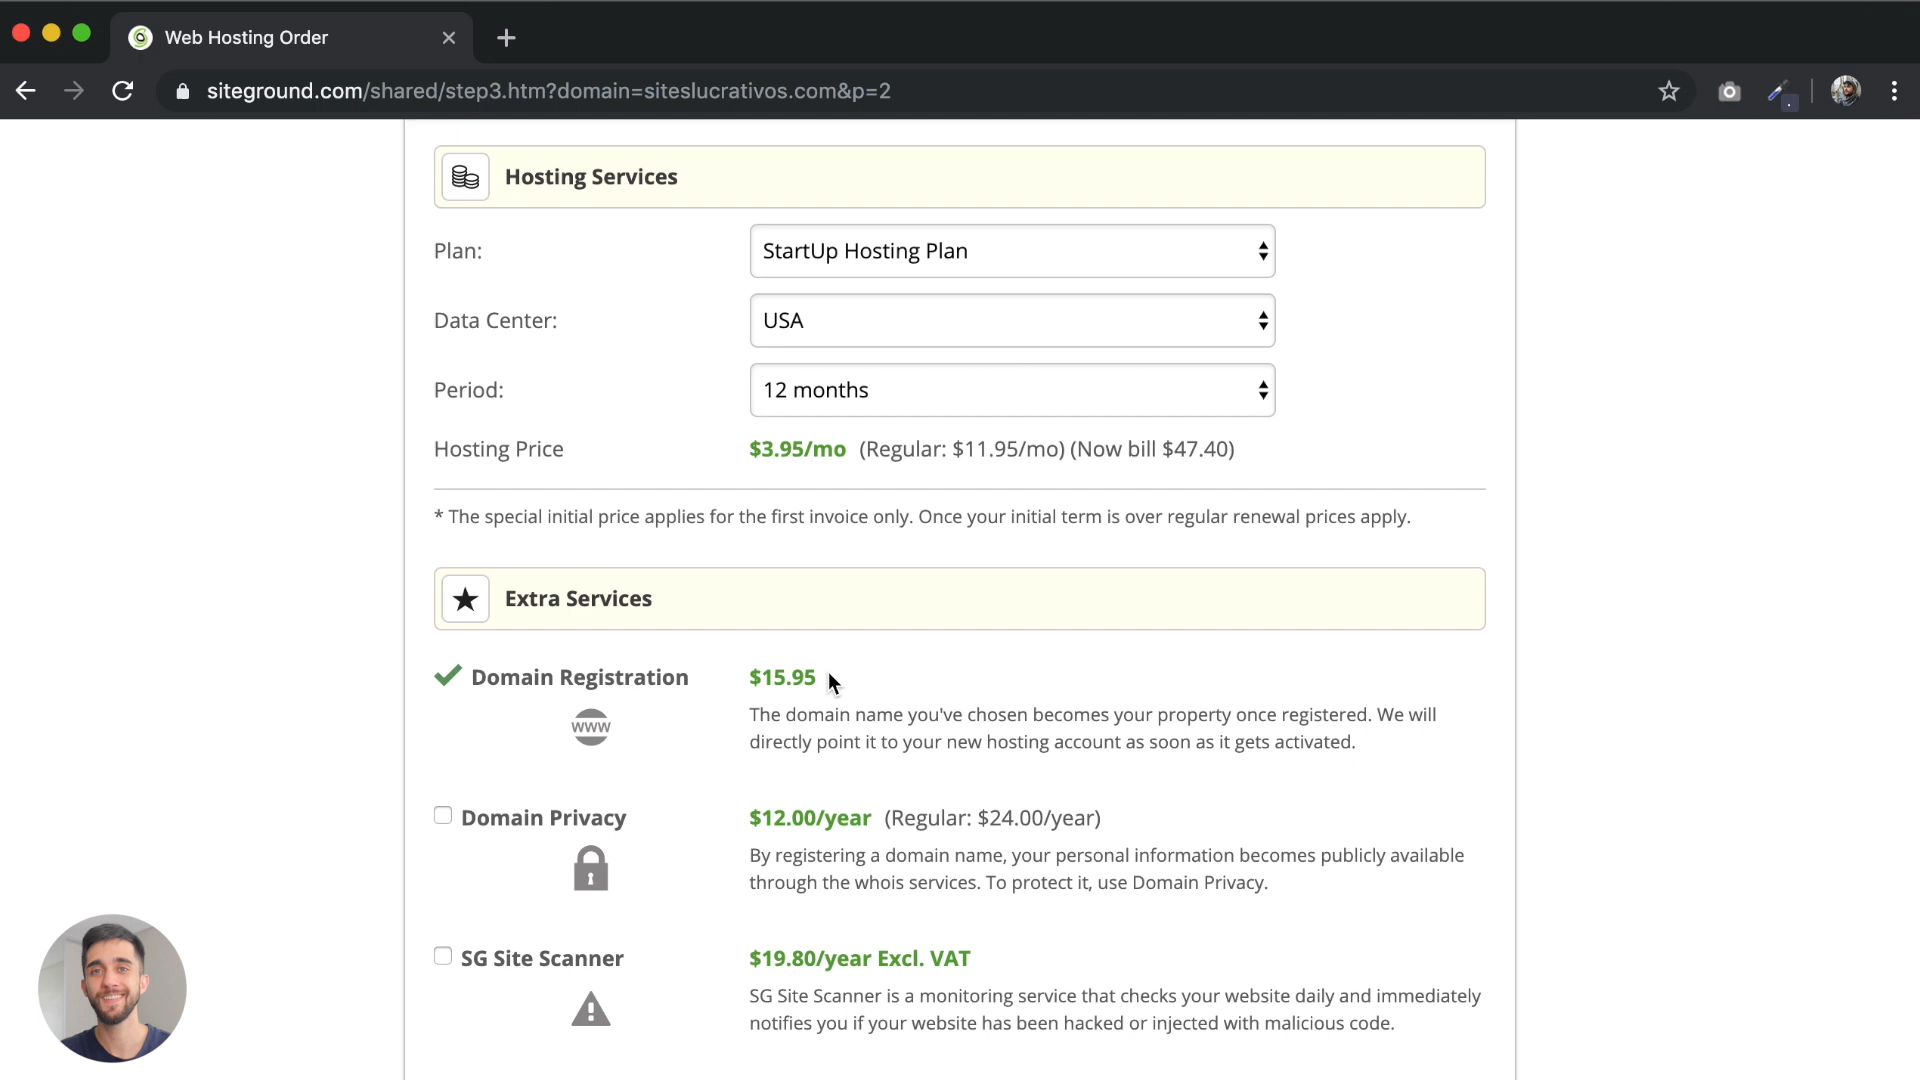 Web Hosting Order
siteground.com/shared/step3.htm?domain=siteslucrativos.com&p=2
Hosting Services
Plan: StartUp Hosting Plan
Data Center: USA
Period: 12 months
Hosting Price $3.95/mo (Regular: $11.95/mo) (Now bill $47.40)
* The special initial price applies for the first invoice only. Once your initial term is over regular renewal prices apply.
Extra Services
Domain Registration $15.95
www
The domain name you've chosen becomes your property once registered. We will
directly point it to your new hosting account as soon as it gets activated.
Domain Privacy $12.00/year (Regular: $24.00/year)
By registering a domain name, your personal information becomes publicly available
through the whois services. To protect it, use Domain Privacy.
SG Site Scanner $19.80/year Excl. VAT
SG Site Scanner is a monitoring service that checks your website daily and immediately
notifies you if your website has been hacked or injected with malicious code.